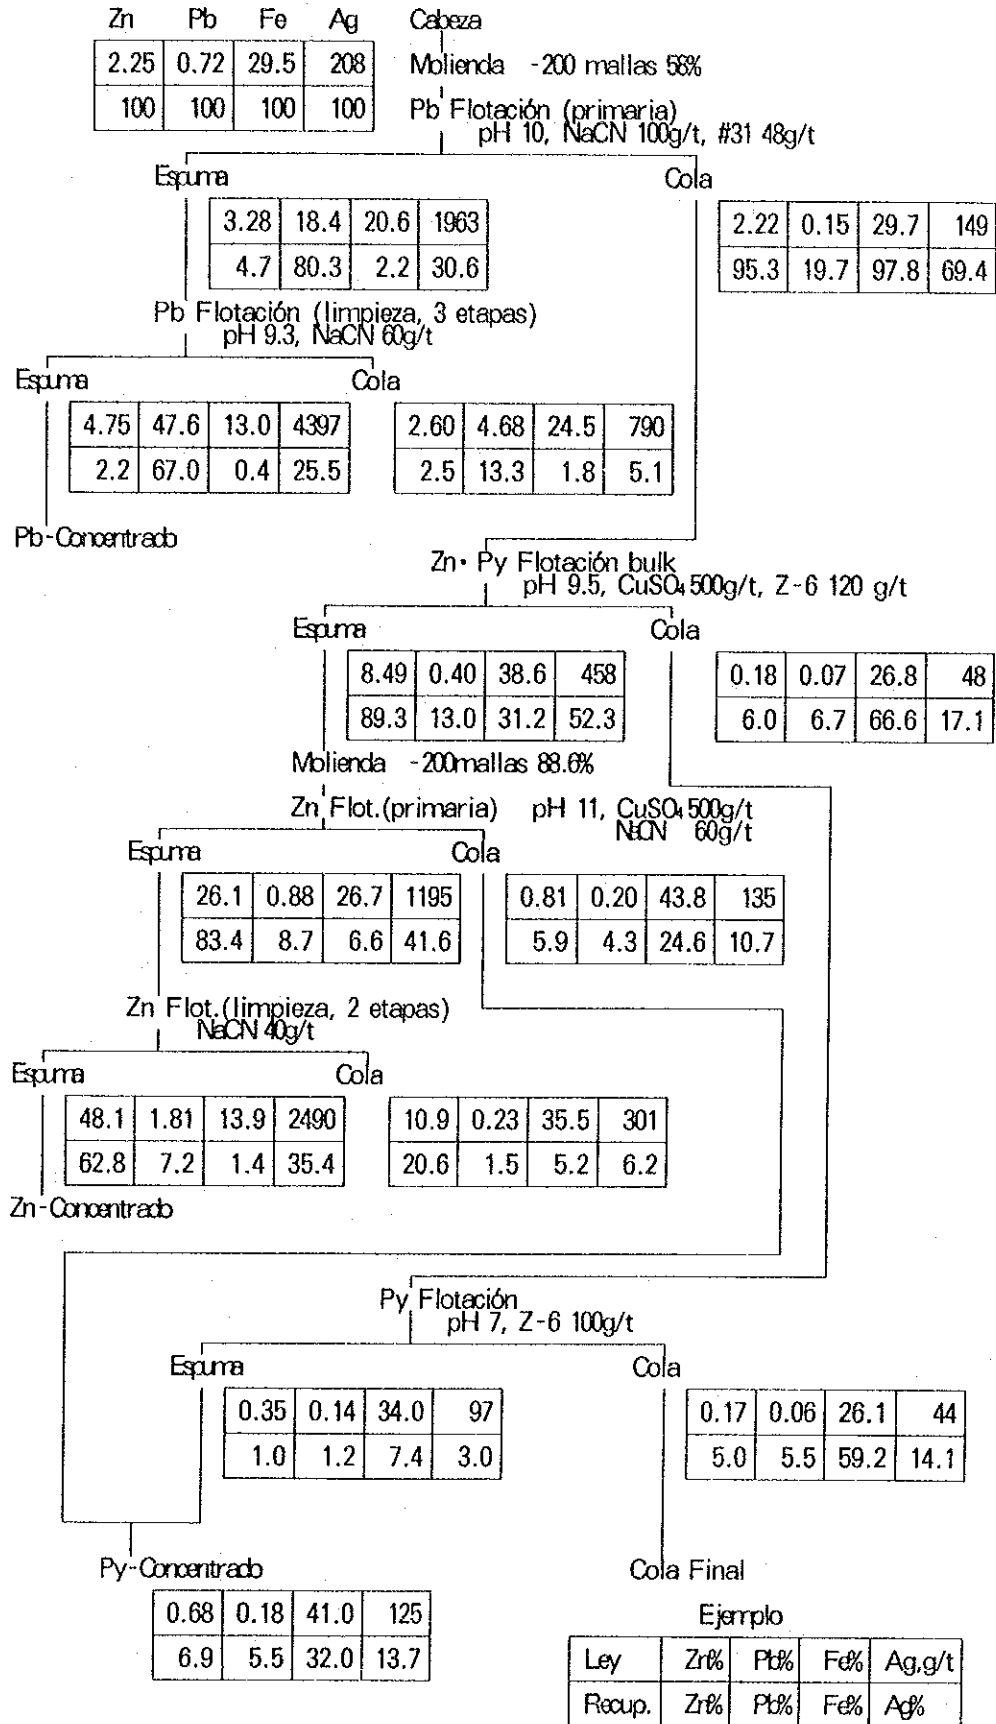 Zn Pb Fe Ag Cabeza
2.25 0.72 29.5 208
100 100 100 100
Molienda -200 mallas 58%
Pb Flotación (primaria)
pH 10, NaCN 100g/t, #31 48g/t
Espuma
3.28 18.4 20.6 1963
4.7 80.3 2.2 30.6
Cola
2.22 0.15 29.7 149
95.3 19.7 97.8 69.4
Pb Flotación (limpieza, 3 etapas)
pH 9.3, NaCN 60g/t
Espuma
4.75 47.6 13.0 4397
2.2 67.0 0.4 25.5
Cola
2.60 4.68 24.5 790
2.5 13.3 1.8 5.1
Pb-Concentrado
Zn· Py Flotación bulk
pH 9.5, CuSO₄ 500g/t, Z-6 120 g/t
Espuma
8.49 0.40 38.6 458
89.3 13.0 31.2 52.3
Cola
0.18 0.07 26.8 48
6.0 6.7 66.6 17.1
Molienda -200mallas 88.6%
Zn Flot.(primaria) pH 11, CuSO₄ 500g/t
NaCN 60g/t
Espuma
26.1 0.88 26.7 1195
83.4 8.7 6.6 41.6
Cola
0.81 0.20 43.8 135
5.9 4.3 24.6 10.7
Zn Flot.(limpieza, 2 etapas)
NaCN 40g/t
Espuma
48.1 1.81 13.9 2490
62.8 7.2 1.4 35.4
Cola
10.9 0.23 35.5 301
20.6 1.5 5.2 6.2
Zn-Concentrado
Py Flotación
pH 7, Z-6 100g/t
Espuma
0.35 0.14 34.0 97
1.0 1.2 7.4 3.0
Cola
0.17 0.06 26.1 44
5.0 5.5 59.2 14.1
Py-Concentrado
0.68 0.18 41.0 125
6.9 5.5 32.0 13.7
Cola Final
Ejemplo
Ley Zn% Pb% Fe% Ag,g/t
Recup. Zn% Pb% Fe% Ag%